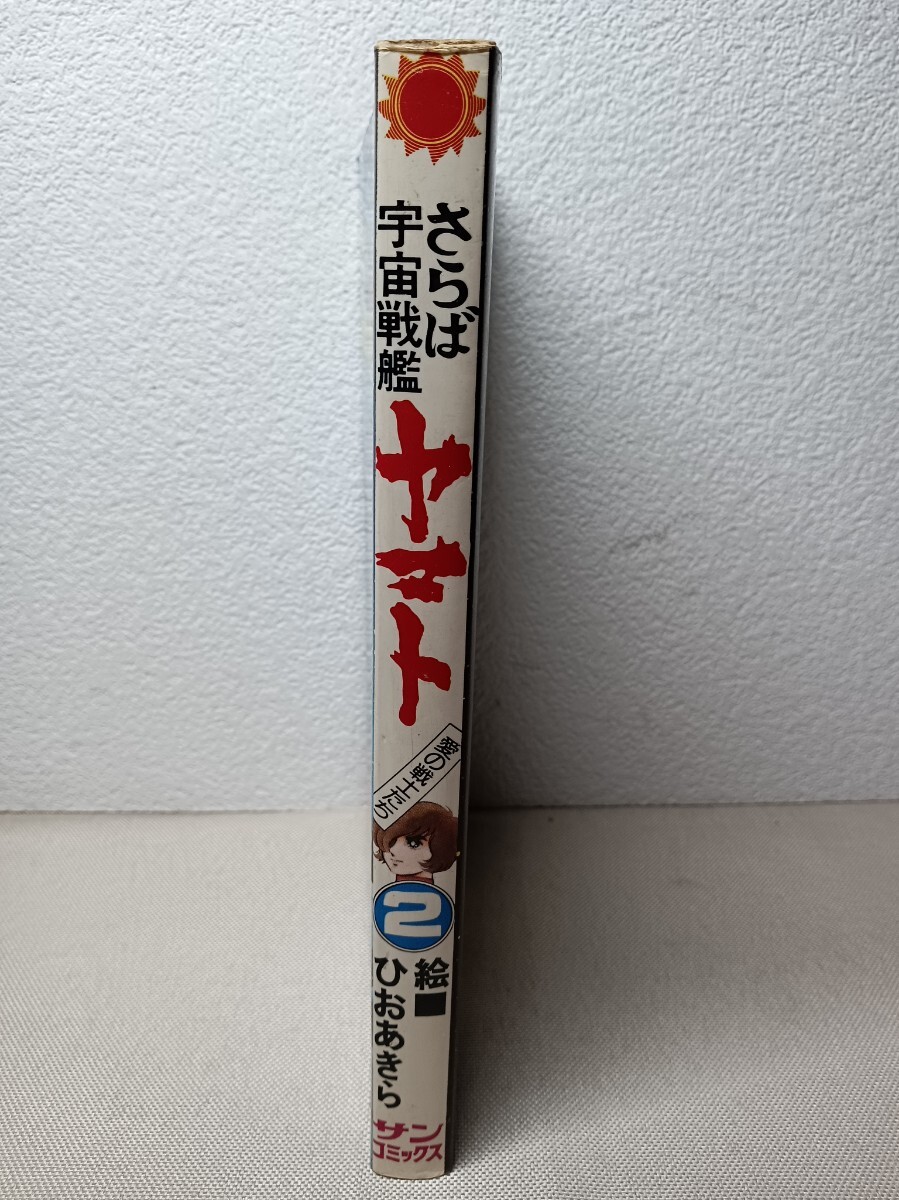 さらば
宇宙戦艦
ヤマト
愛の戦士たち
2
絵■
ひおあきら
サン
コミックス